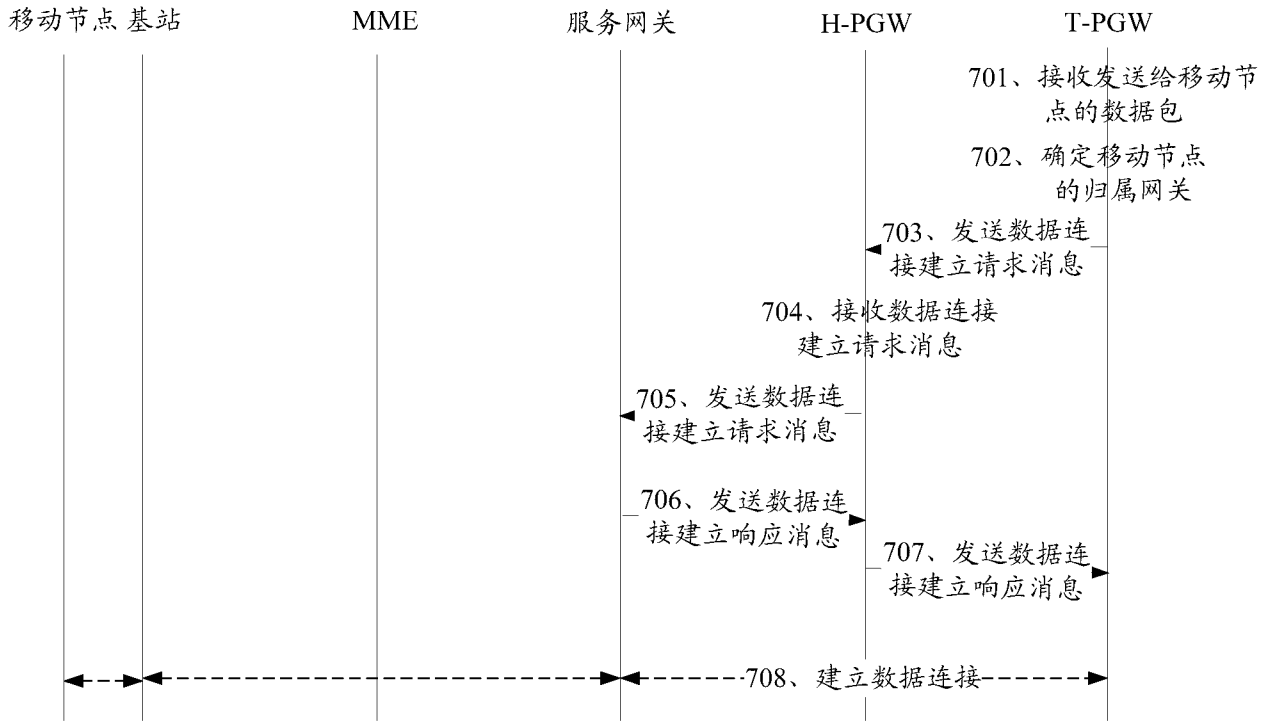 移动节点 基站 MME 服务网关 H-PGW T-PGW
701、接收发送给移动节
点的数据包
702、确定移动节点
的归属网关
703、发送数据连
接建立请求消息
704、接收数据连接
建立请求消息
705、发送数据连
接建立请求消息
706、发送数据连
接建立响应消息
707、发送数据连
接建立响应消息
708、建立数据连接